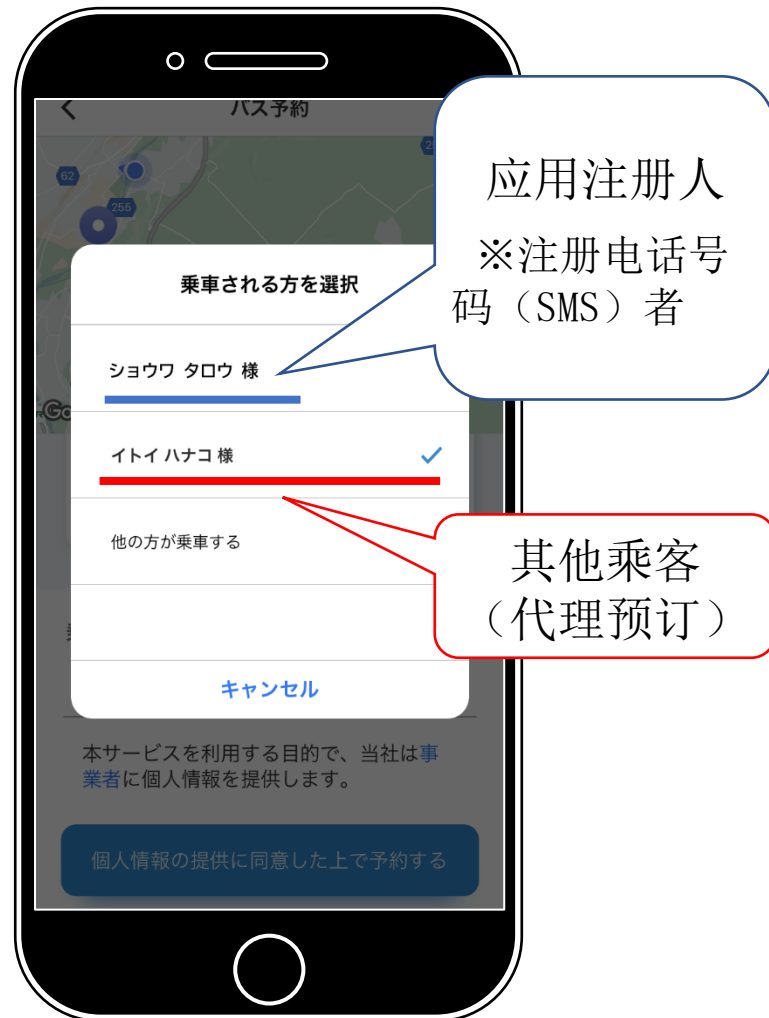 バス予約
62
255
应用注册人
※注册电话号
码（SMS）者
乗車される方を選択
ショウワ タロウ 様
イトイ ハナコ 様
他の方が乗車する
其他乘客
（代理预订）
キャンセル
本サービスを利用する目的で、当社は事
業者に個人情報を提供します。
個人情報の提供に同意した上で予約する